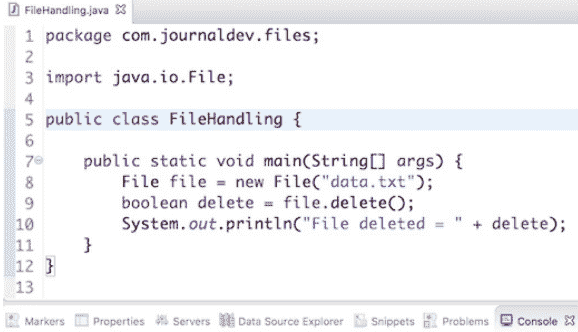 FileHandling.java
1 package com.journaldev.files;
2
3 import java.io.File;
4
5 public class FileHandling {
6
7     public static void main(String[] args) {
8         File file = new File("data.txt");
9         boolean delete = file.delete();
10         System.out.println("File deleted = " + delete);
11     }
12 }
13
Markers Properties Servers Data Source Explorer Snippets Problems Console